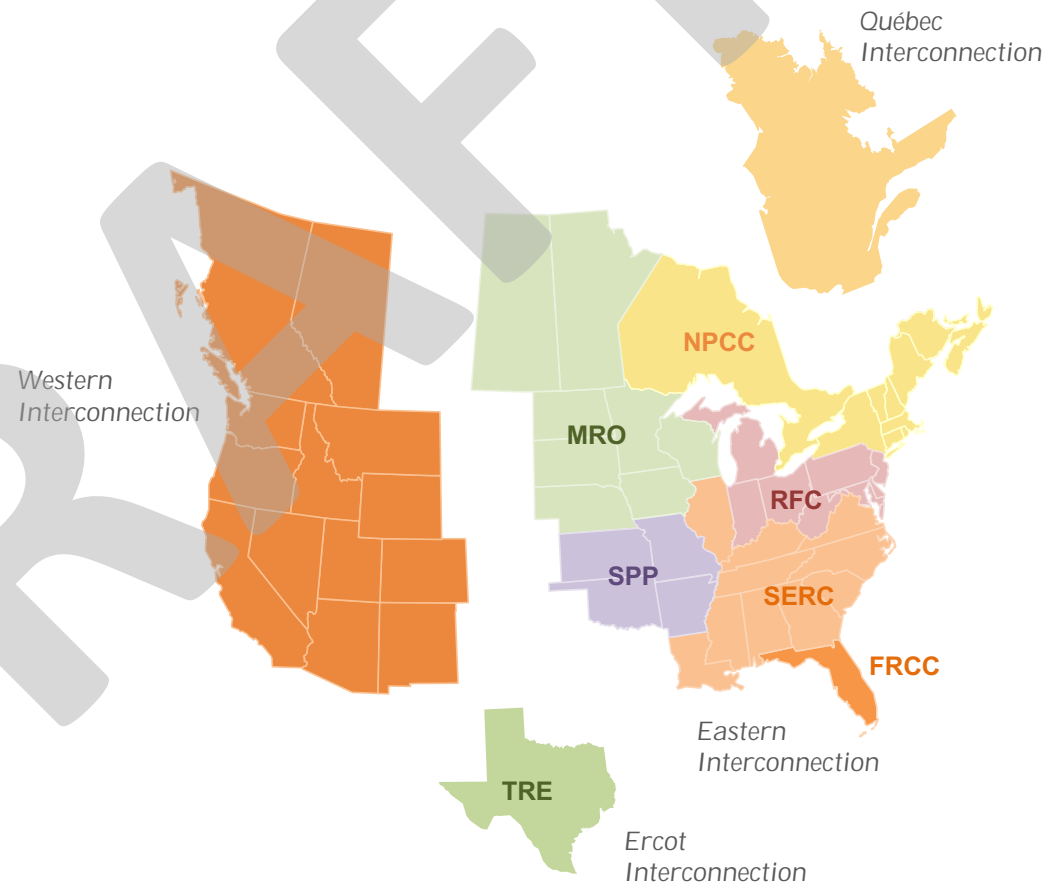 Québec
Interconnection
NPCC
Western
Interconnection
MRO
RFC
SPP
SERC
FRCC
Eastern
Interconnection
TRE
Ercot
Interconnection